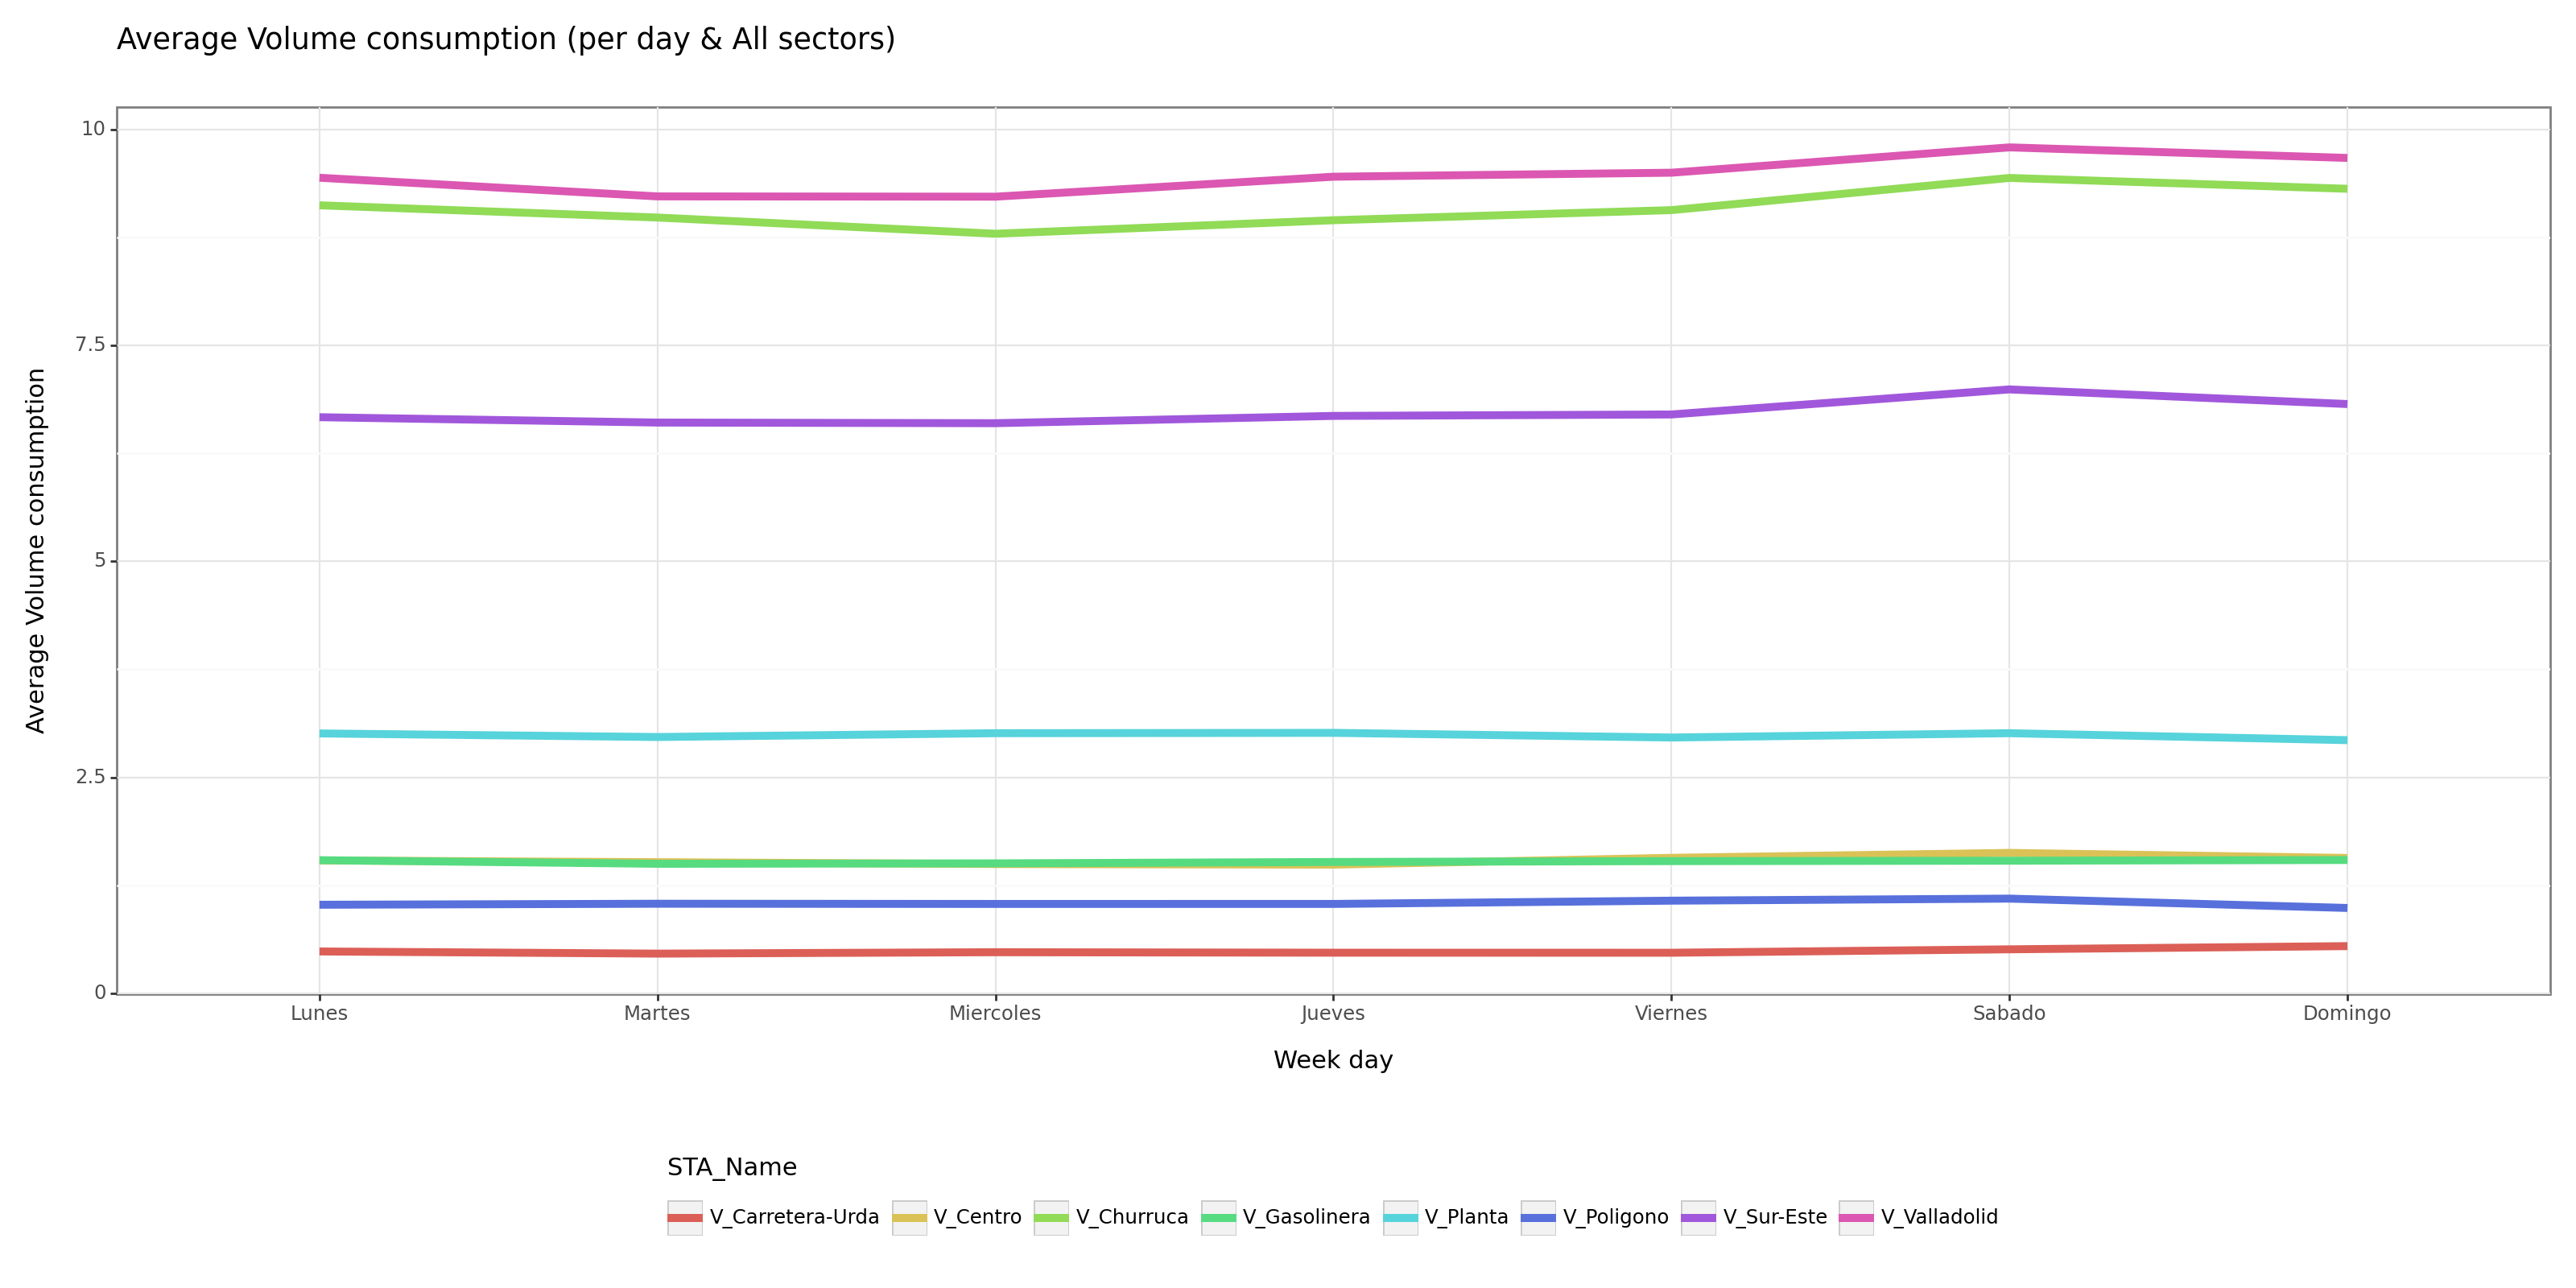 Average Volume consumption (per day & All sectors)
Average Volume consumption
10
7.5
5
2.5
0
Lunes Martes Miercoles Jueves Viernes Sabado Domingo
Week day
STA_Name
V_Carretera-Urda V_Centro V_Churruca V_Gasolinera V_Planta V_Poligono V_Sur-Este V_Valladolid